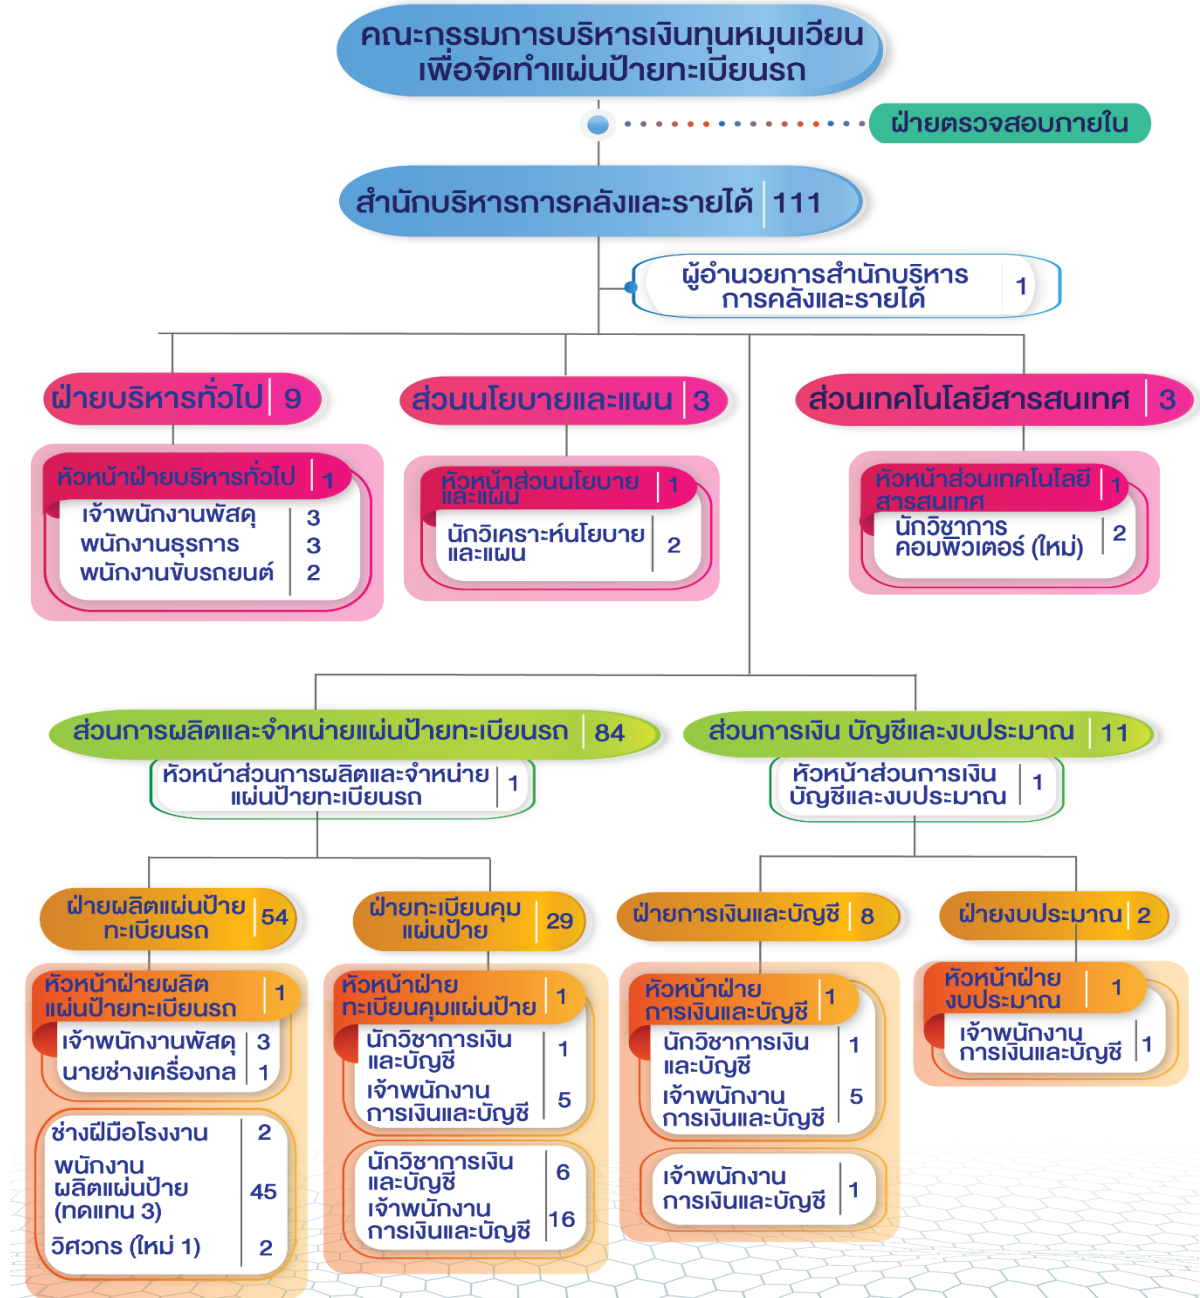 คณะกรรมการบริหารเงินทุนหมุนเวียน
เพื่อจัดทำแผ่นป้ายทะเบียนรถ
ฝ่ายตรวจสอบภายใน
สำนักบริหารการคลังและรายได้ 111
ผู้อำนวยการสำนักบริหาร
การคลังและรายได้ 1
ฝ่ายบริหารทั่วไป 9
หัวหน้าฝ่ายบริหารทั่วไป 1
เจ้าพนักงานพัสดุ 3
พนักงานธุรการ 3
พนักงานขับรถยนต์ 2
ส่วนนโยบายและแผน 3
หัวหน้าส่วนนโยบาย
และแผน 1
นักวิเคราะห์นโยบาย
และแผน 2
ส่วนเทคโนโลยีสารสนเทศ 3
หัวหน้าส่วนเทคโนโลยี
สารสนเทศ 1
นักวิชาการ
คอมพิวเตอร์ (ใหม่) 2
ส่วนการผลิตและจำหน่ายแผ่นป้ายทะเบียนรถ 84
หัวหน้าส่วนการผลิตและจำหน่าย
แผ่นป้ายทะเบียนรถ 1
ส่วนการเงิน บัญชีและงบประมาณ 11
หัวหน้าส่วนการเงิน
บัญชีและงบประมาณ 1
ฝ่ายผลิตแผ่นป้าย
ทะเบียนรถ 54
หัวหน้าฝ่ายผลิต
แผ่นป้ายทะเบียนรถ 1
เจ้าพนักงานพัสดุ 3
นายช่างเครื่องกล 1
ช่างฝีมือโรงงาน 2
พนักงาน
ผลิตแผ่นป้าย 45
(ทดแทน 3)
วิศวกร (ใหม่ 1) 2
ฝ่ายทะเบียนคุม
แผ่นป้าย 29
หัวหน้าฝ่าย
ทะเบียนคุมแผ่นป้าย 1
นักวิชาการเงิน
และบัญชี 1
เจ้าพนักงาน
การเงินและบัญชี 5
นักวิชาการเงิน
และบัญชี 6
เจ้าพนักงาน
การเงินและบัญชี 16
ฝ่ายการเงินและบัญชี 8
หัวหน้าฝ่าย
การเงินและบัญชี 1
นักวิชาการเงิน
และบัญชี 1
เจ้าพนักงาน
การเงินและบัญชี 5
เจ้าพนักงาน
การเงินและบัญชี 1
ฝ่ายงบประมาณ 2
หัวหน้าฝ่าย
งบประมาณ 1
เจ้าพนักงาน
การเงินและบัญชี 1